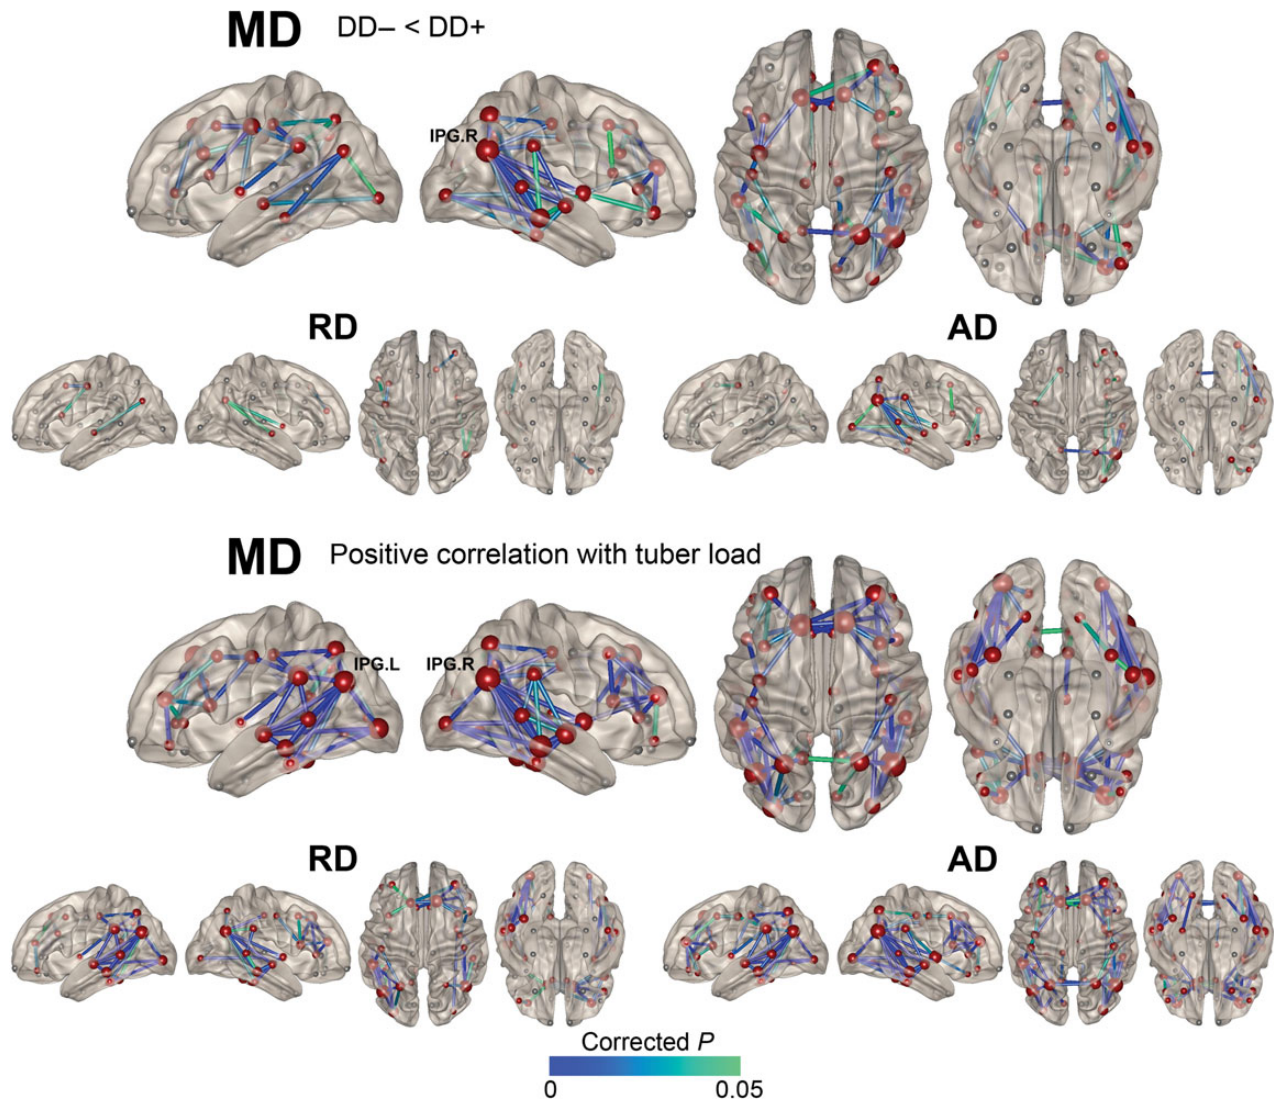 MD DD– < DD+
IPG.R
RD AD
MD Positive correlation with tuber load
IPG.L IPG.R
RD AD
Corrected P
0 0.05